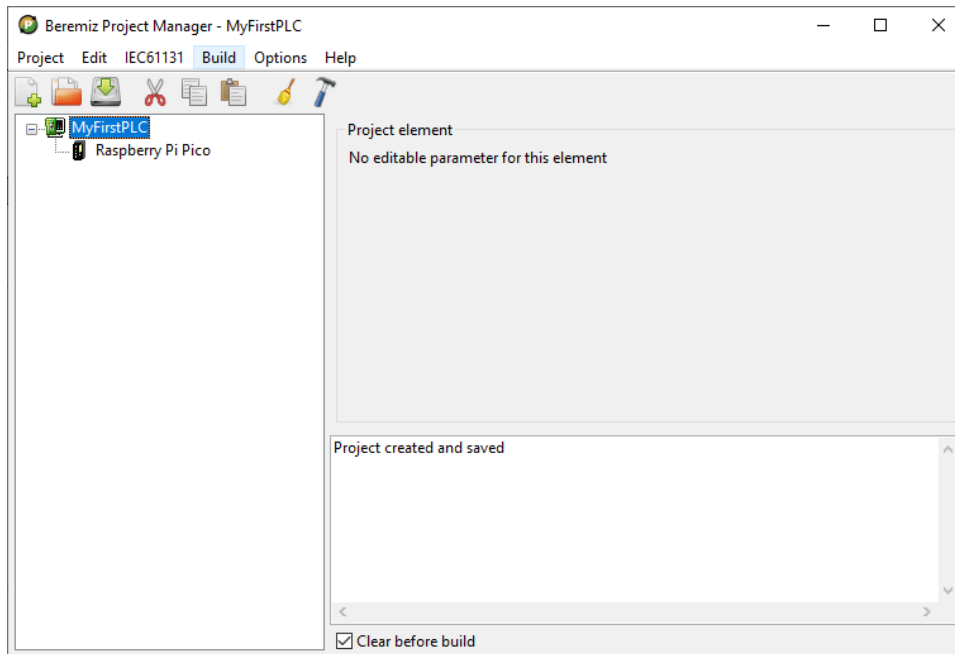 Beremiz Project Manager - MyFirstPLC
Project Edit IEC61131 Build Options Help
MyFirstPLC
Raspberry Pi Pico
Project element
No editable parameter for this element
Project created and saved
Clear before build